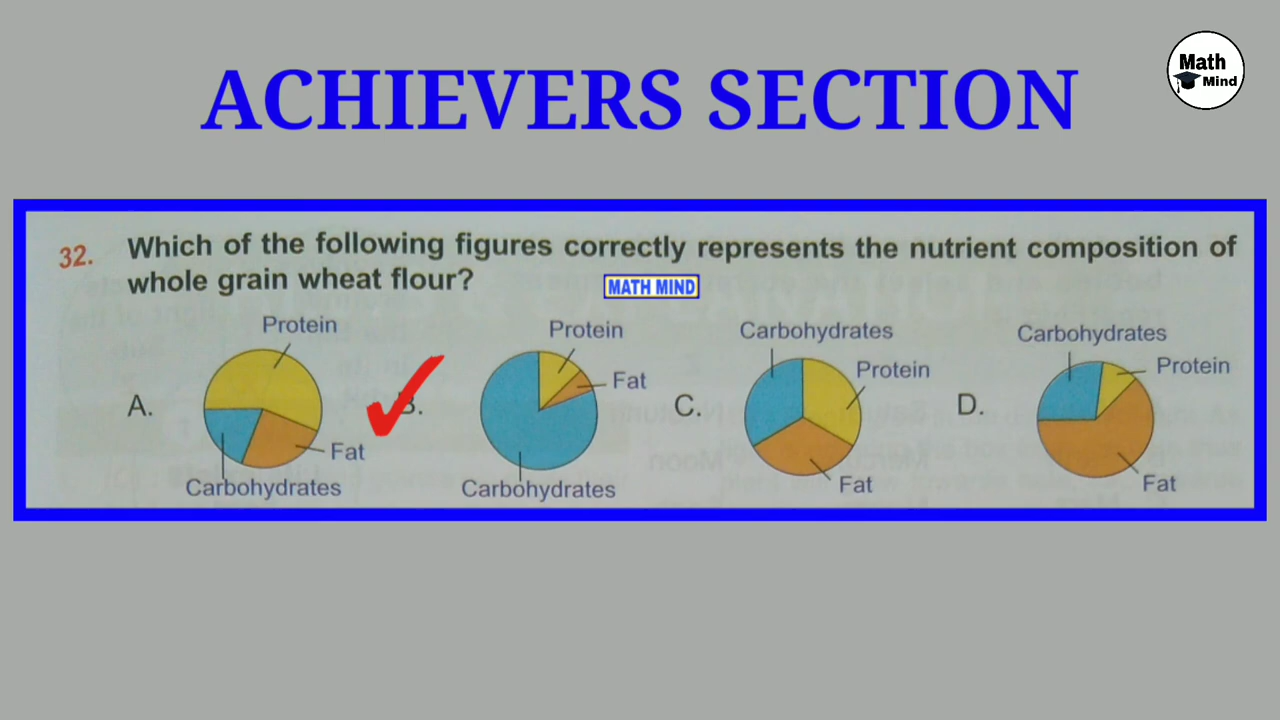 ACHIEVERS SECTION
Math
Mind
32. Which of the following figures correctly represents the nutrient composition of
whole grain wheat flour?
MATH MIND
A. Protein
Fat
Carbohydrates
B. Protein
Fat
Carbohydrates
C. Carbohydrates
Protein
Fat
D. Carbohydrates
Protein
Fat